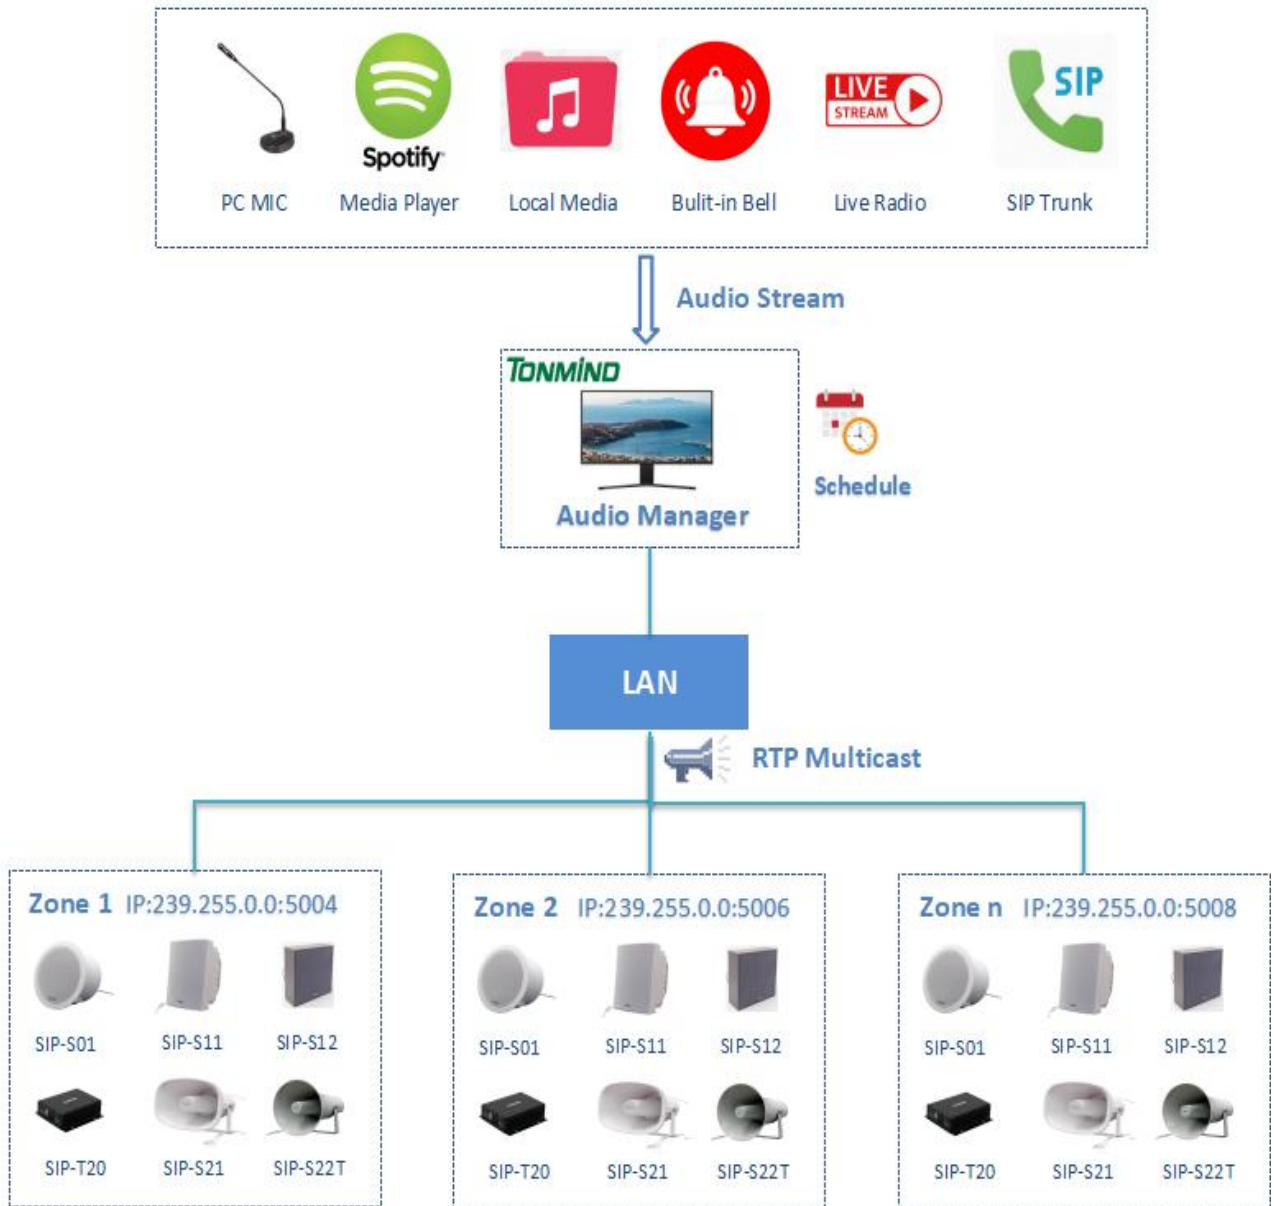 LIVE
STREAM
SIP
Spotify
PC MIC Media Player Local Media Bulit-in Bell Live Radio SIP Trunk
Audio Stream
TONMIND
Schedule
Audio Manager
LAN
RTP Multicast
Zone 1 IP:239.255.0.0:5004
SIP-S01 SIP-S11 SIP-S12
SIP-T20 SIP-S21 SIP-S22T
Zone 2 IP:239.255.0.0:5006
SIP-S01 SIP-S11 SIP-S12
SIP-T20 SIP-S21 SIP-S22T
Zone n IP:239.255.0.0:5008
SIP-S01 SIP-S11 SIP-S12
SIP-T20 SIP-S21 SIP-S22T